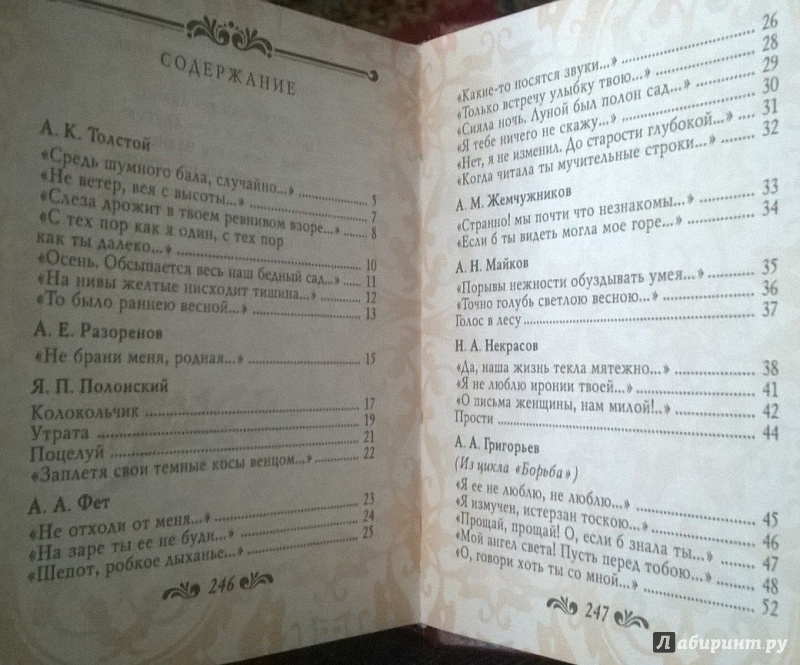 СОДЕРЖАНИЕ
А. К. Толстой
«Средь шумного бала, случайно...» 5
«Не ветер, вея с высоты...» 7
«Слеза дрожит в твоем ревнивом взоре...» 8
«С тех пор как я один, с тех пор
как ты далеко...» 10
«Осень. Обсыпается весь наш бедный сад...» 11
«На нивы желтые нисходит тишина...» 12
«То было раннею весной...» 13
А. Е. Разоренов
«Не брани меня, родная...» 15
Я. П. Полонский
Колокольчик 17
Утрата 19
Поцелуй 21
«Заплетя свои темные косы венцом...» 22
А. А. Фет
«Не отходи от меня...» 23
«На заре ты ее не буди...» 24
«Шепот, робкое дыханье...» 25
246
«Какие-то носятся звуки...» 26
«Только встречу улыбку твою...» 28
«Сияла ночь. Луной был полон сад...» 29
«Я тебе ничего не скажу...» 30
«Нет, я не изменил. До старости глубокой...» 31
«Когда читала ты мучительные строки...» 32
А. М. Жемчужников
«Странно! мы почти что незнакомы...» 33
«Если б ты видеть могла мое горе...» 34
А. Н. Майков
«Порывы нежности обуздывать умея...» 35
«Точно голубь светлою весною...» 36
Голос в лесу 37
Н. А. Некрасов
«Да, наша жизнь текла мятежно...» 38
«Я не люблю иронии твоей...» 41
«О письма женщины, нам милой!..» 42
Прости 44
А. А. Григорьев
(Из цикла «Борьба»)
«Я ее не люблю, не люблю...» 45
«Я измучен, истерзан тоскою...» 46
«Прощай, прощай! О, если б знала ты...» 47
«Мой ангел света! Пусть перед тобою...» 48
«О, говори хоть ты со мной...» 52
247
Лабиринт.ру